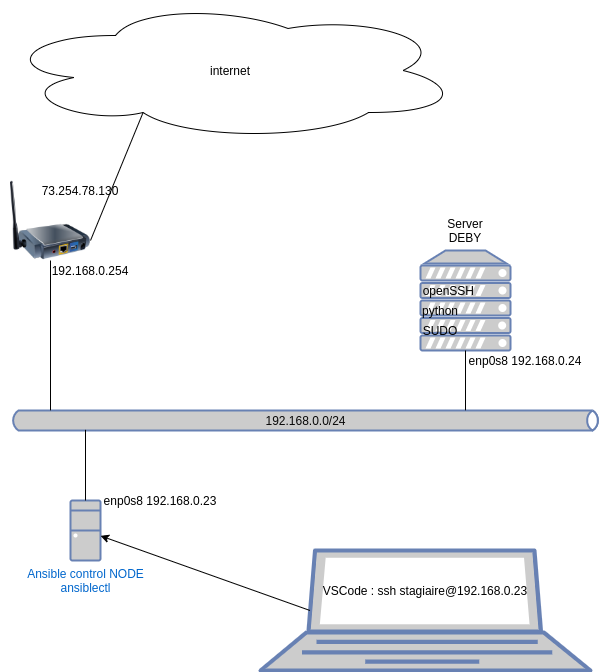 internet
73.254.78.130
192.168.0.254
Server
DEBY
openSSH
python
SUDO
enp0s8 192.168.0.24
192.168.0.0/24
enp0s8 192.168.0.23
Ansible control NODE
ansiblectl
VSCode : ssh stagiaire@192.168.0.23